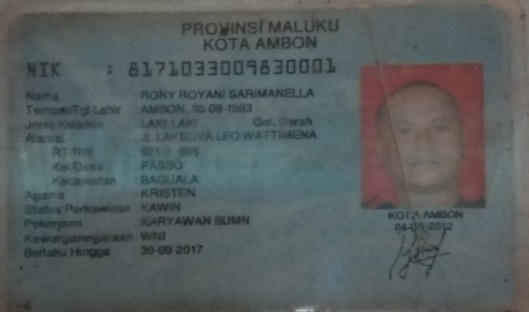 PROVINSI MALUKU
KOTA AMBON
NIK : 8171033009830001
Nama RONY ROYANI SARIMANELLA
Tempat/Tgl Lahir AMBON, 30-09-1983
Jenis Kelamin LAKI LAKI Gol. Darah
Alamat JL LAKSDYA LEO WATTIMENA
RT/RW 021 / 005
Kel/Desa PASSO
Kecamatan BAGUALA
Agama KRISTEN
Status Perkawinan KAWIN
Pekerjaan KARYAWAN BUMN
Kewarganegaraan WNI
Berlaku Hingga 30-09-2017
KOTA AMBON
2012